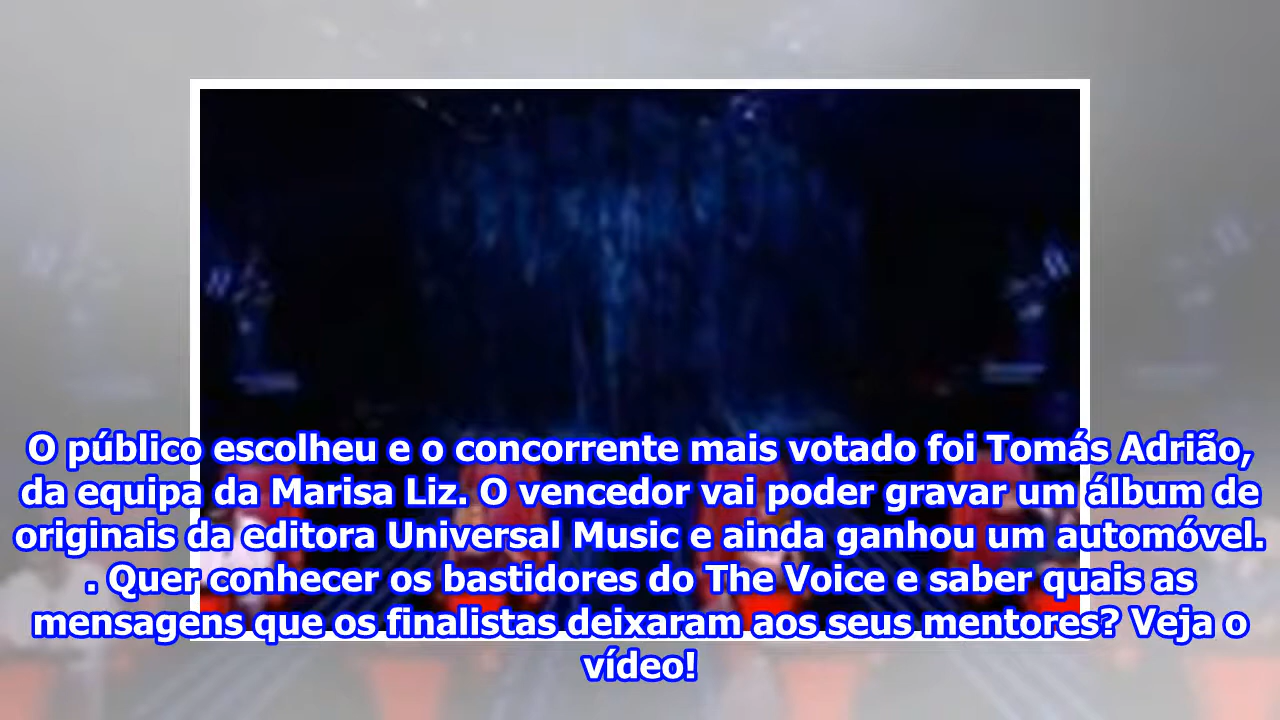 O público escolheu e o concorrente mais votado foi Tomás Adrião,
da equipa da Marisa Liz. O vencedor vai poder gravar um álbum de
originais da editora Universal Music e ainda ganhou um automóvel.
. Quer conhecer os bastidores do The Voice e saber quais as
mensagens que os finalistas deixaram aos seus mentores? Veja o
vídeo!